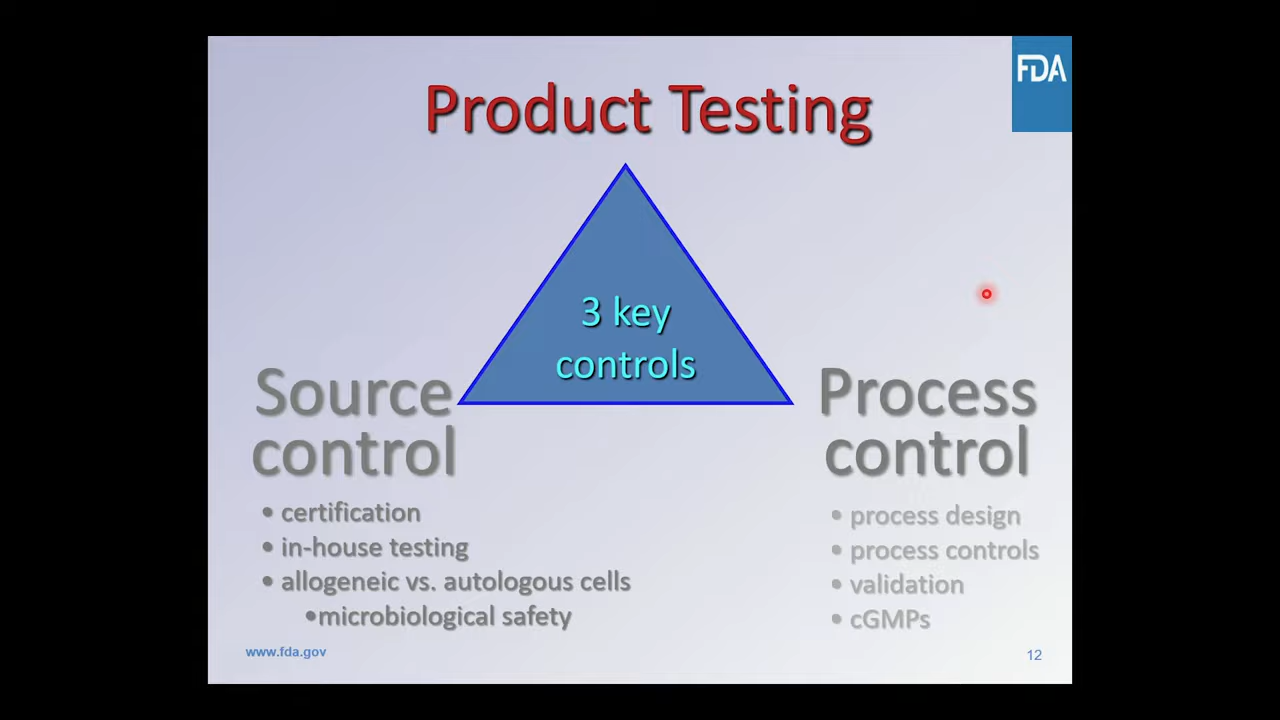 FDA
Product Testing
3 key
controls
Source
control
• certification
• in-house testing
• allogeneic vs. autologous cells
•microbiological safety
Process
control
• process design
• process controls
• validation
• cGMPs
www.fda.gov
12